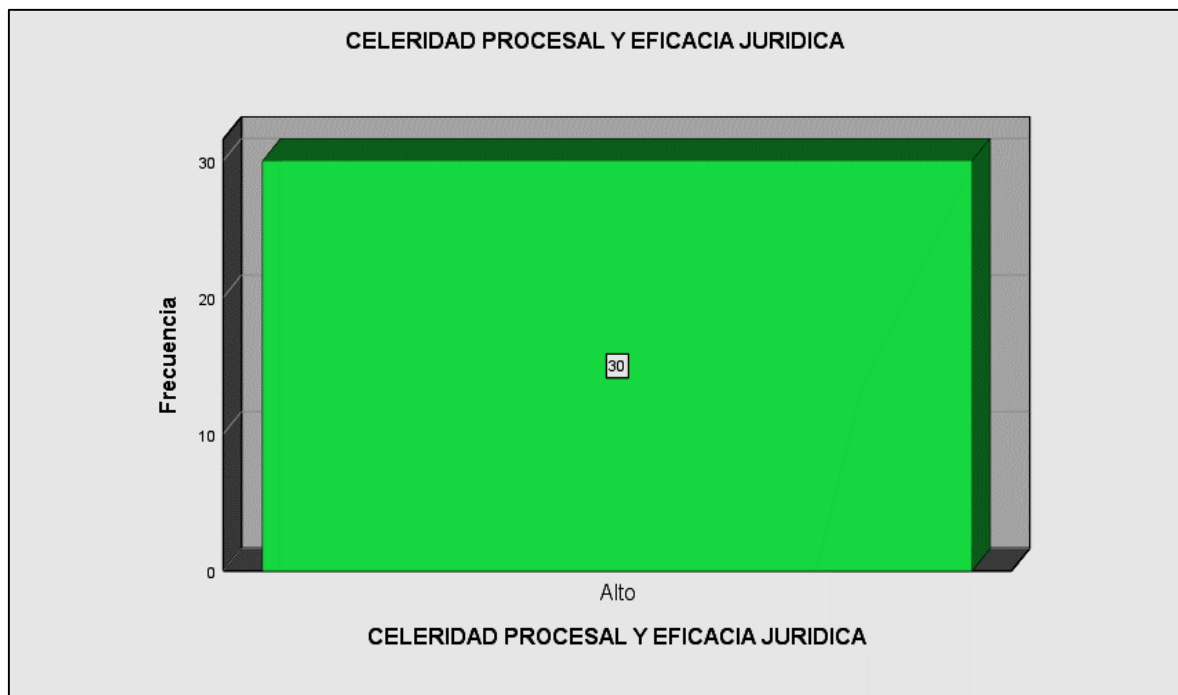 CELERIDAD PROCESAL Y EFICACIA JURIDICA
30
20
10
0
Frecuencia
30
Alto
CELERIDAD PROCESAL Y EFICACIA JURIDICA